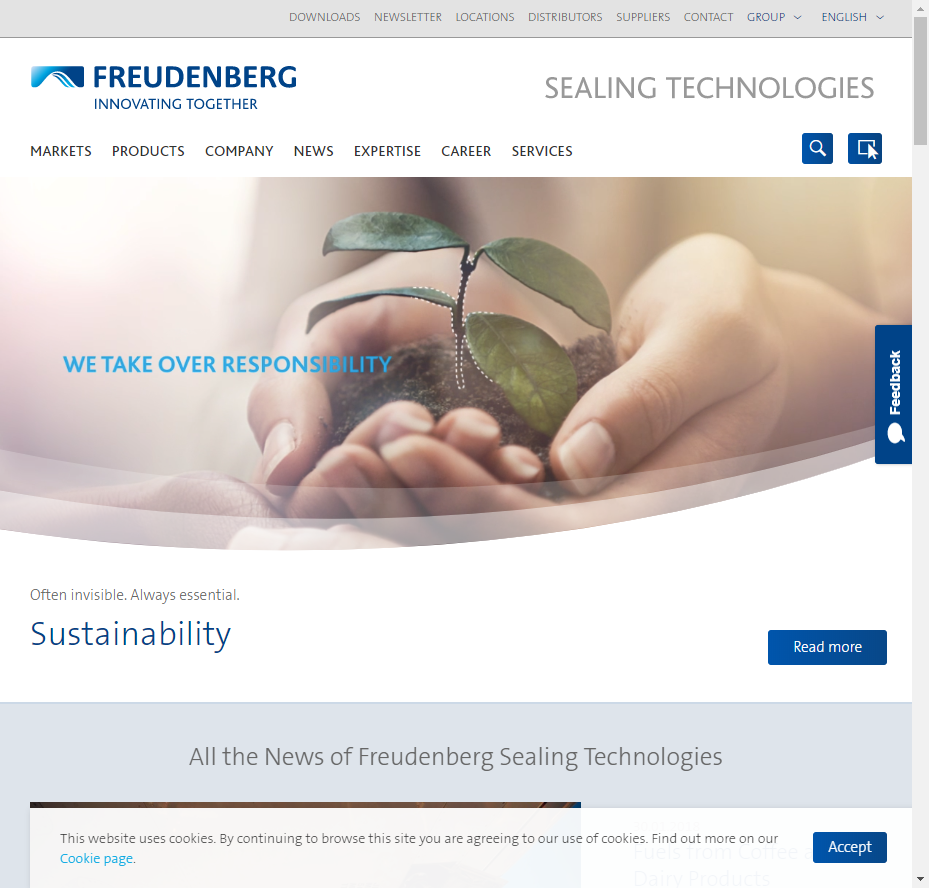 DOWNLOADS NEWSLETTER LOCATIONS DISTRIBUTORS SUPPLIERS CONTACT GROUP ENGLISH
FREUDENBERG
INNOVATING TOGETHER
SEALING TECHNOLOGIES
MARKETS PRODUCTS COMPANY NEWS EXPERTISE CAREER SERVICES
WE TAKE OVER RESPONSIBILITY
Feedback
Often invisible. Always essential.
Sustainability
Read more
All the News of Freudenberg Sealing Technologies
This website uses cookies. By continuing to browse this site you are agreeing to our use of cookies. Find out more on our
Cookie page.
Accept
Fuels from Coffee
Dairy Products